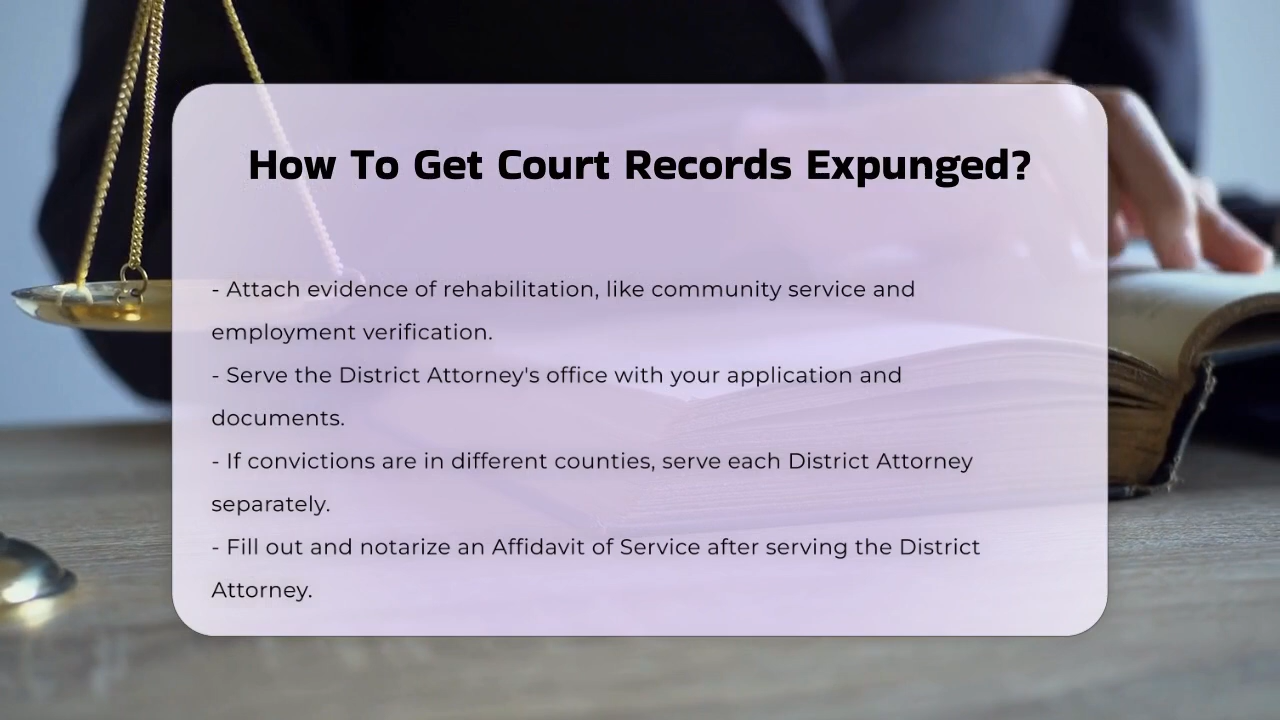 How To Get Court Records Expunged?
- Attach evidence of rehabilitation, like community service and
employment verification.
- Serve the District Attorney's office with your application and
documents.
- If convictions are in different counties, serve each District Attorney
separately.
- Fill out and notarize an Affidavit of Service after serving the District
Attorney.